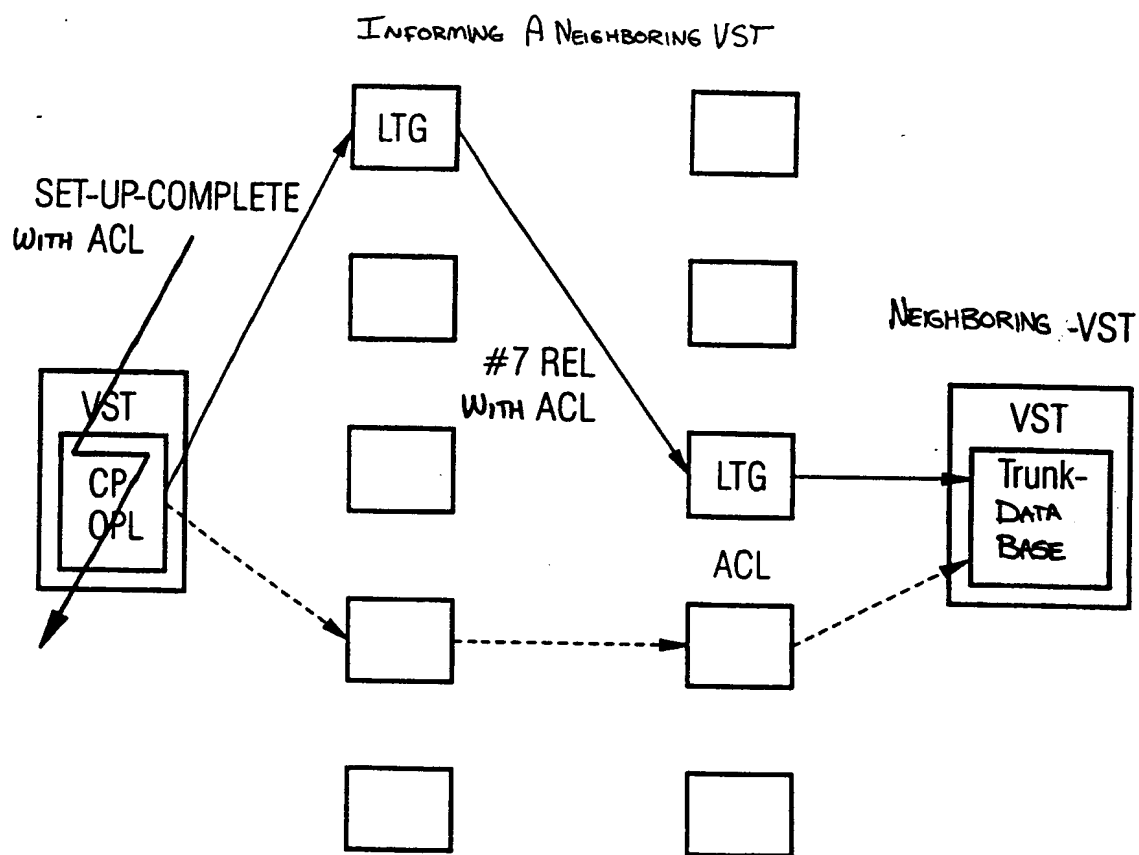 INFORMING A NEIGHBORING VST
LTG
SET-UP-COMPLETE
WITH ACL
NEIGHBORING -VST
#7 REL
WITH ACL
VST
CP
OPL
LTG
ACL
VST
Trunk-
DATA
BASE